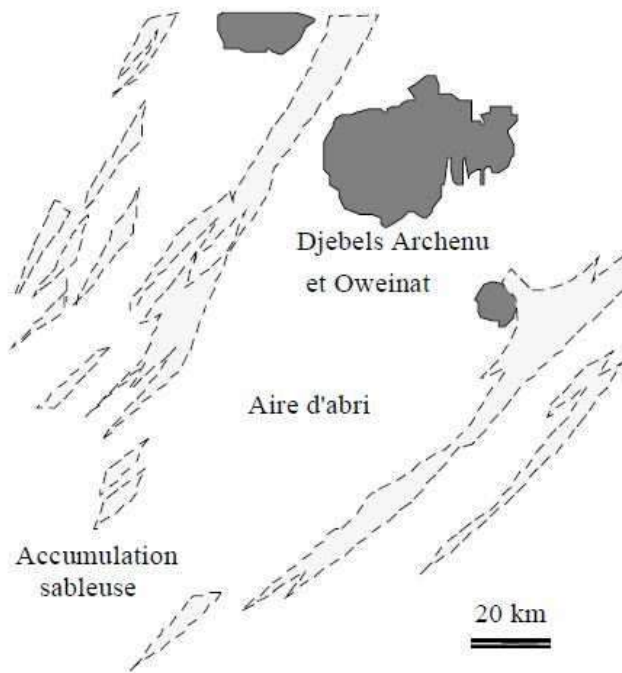 Djebels Archenu
et Oweinat
Aire d'abri
Accumulation
sableuse
20 km